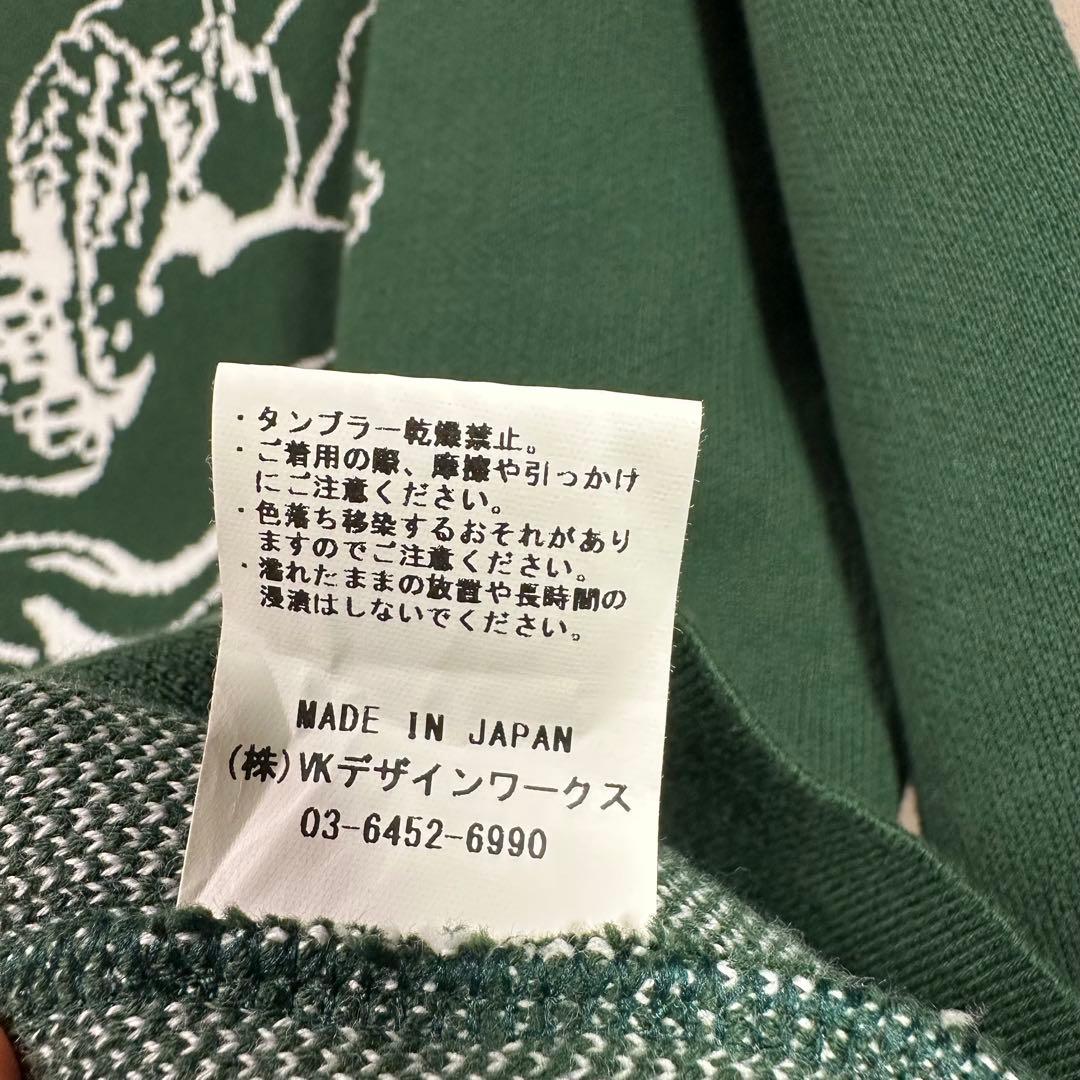 ・タンブラー乾燥禁止。
・ご着用の際、摩擦や引っかけ
にご注意ください。
・色落ち移染するおそれがあり
ますのでご注意ください。
・濡れたままの放置や長時間の
浸漬はしないでください。
MADE IN JAPAN
(株)VKデザインワークス
03-6452-6990